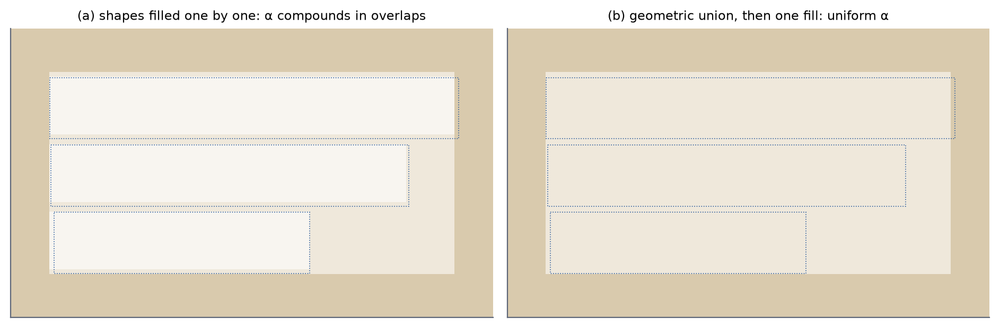 (a) shapes filled one by one: α compounds in overlaps
(b) geometric union, then one fill: uniform α